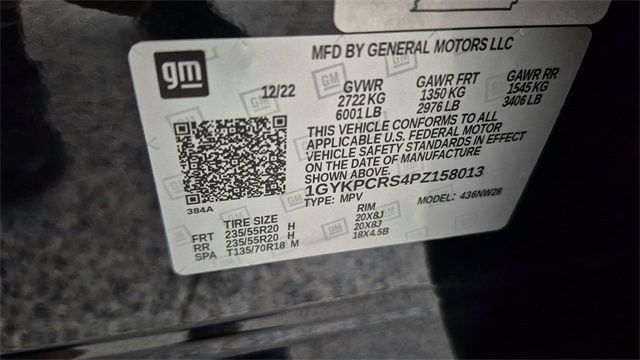 gm
MFD BY GENERAL MOTORS LLC
12/22 GVWR GAWR FRT GAWR RR
2722 KG 1350 KG 1545 KG
6001 LB 2976 LB 3406 LB
THIS VEHICLE CONFORMS TO ALL
APPLICABLE U.S. FEDERAL MOTOR
VEHICLE SAFETY STANDARDS IN EFFECT
ON THE DATE OF MANUFACTURE
SHOWN ABOVE.
1GYKPCRS4PZ158013
TYPE: MPV MODEL: 436NW26
384A
TIRE SIZE RIM
FRT 235/55R20 H 20X8J
RR 235/55R20 H 20X8J
SPA T135/70R18 M 18X4.5B